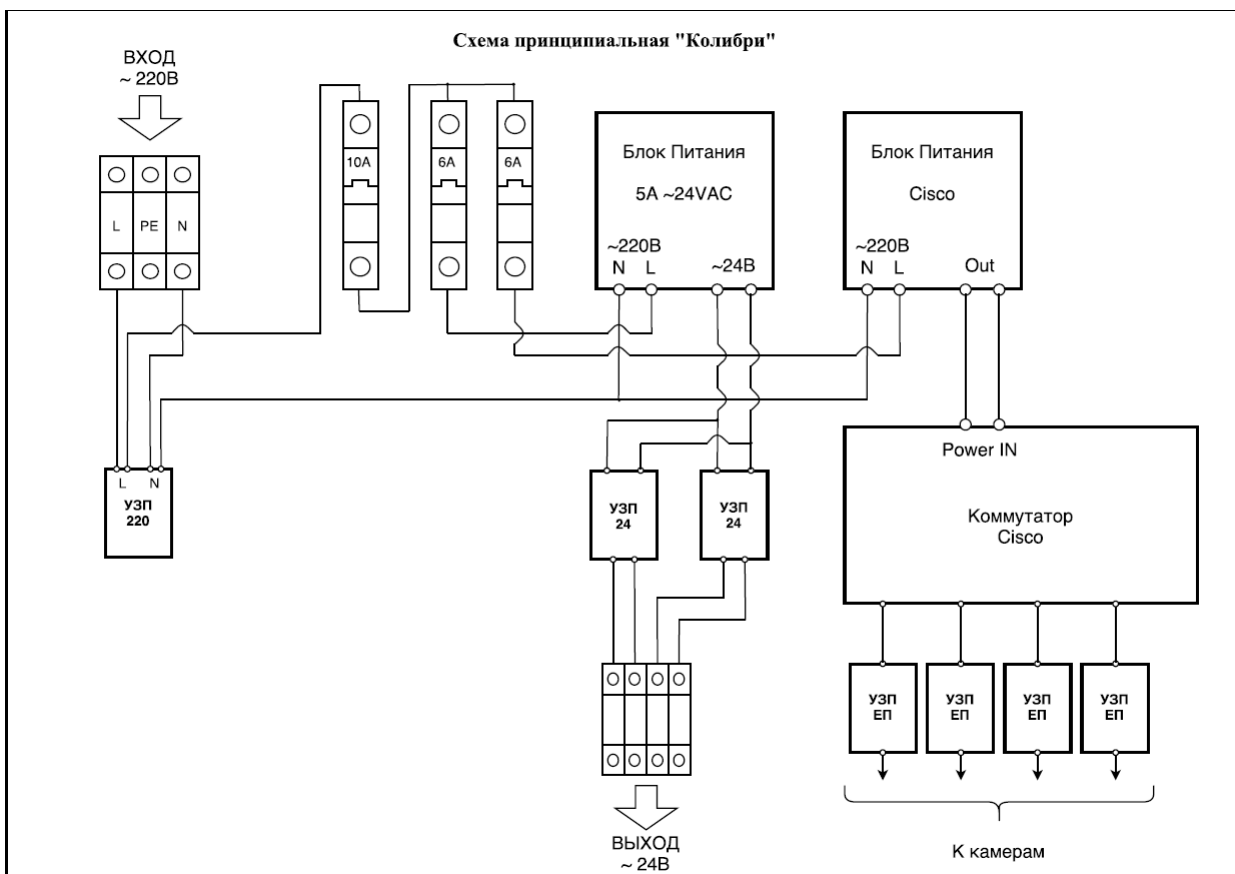 Схема принципиальная "Колибри"
ВХОД
~ 220В
L PE N
10А
6А
6А
Блок Питания
5А ~24VAC
~220В
N L
~24В
Блок Питания
Cisco
~220В
N L
Out
L N
УЗП
220
УЗП
24
УЗП
24
Power IN
Коммутатор
Cisco
УЗП
ЕП
УЗП
ЕП
УЗП
ЕП
УЗП
ЕП
ВЫХОД
~ 24В
К камерам